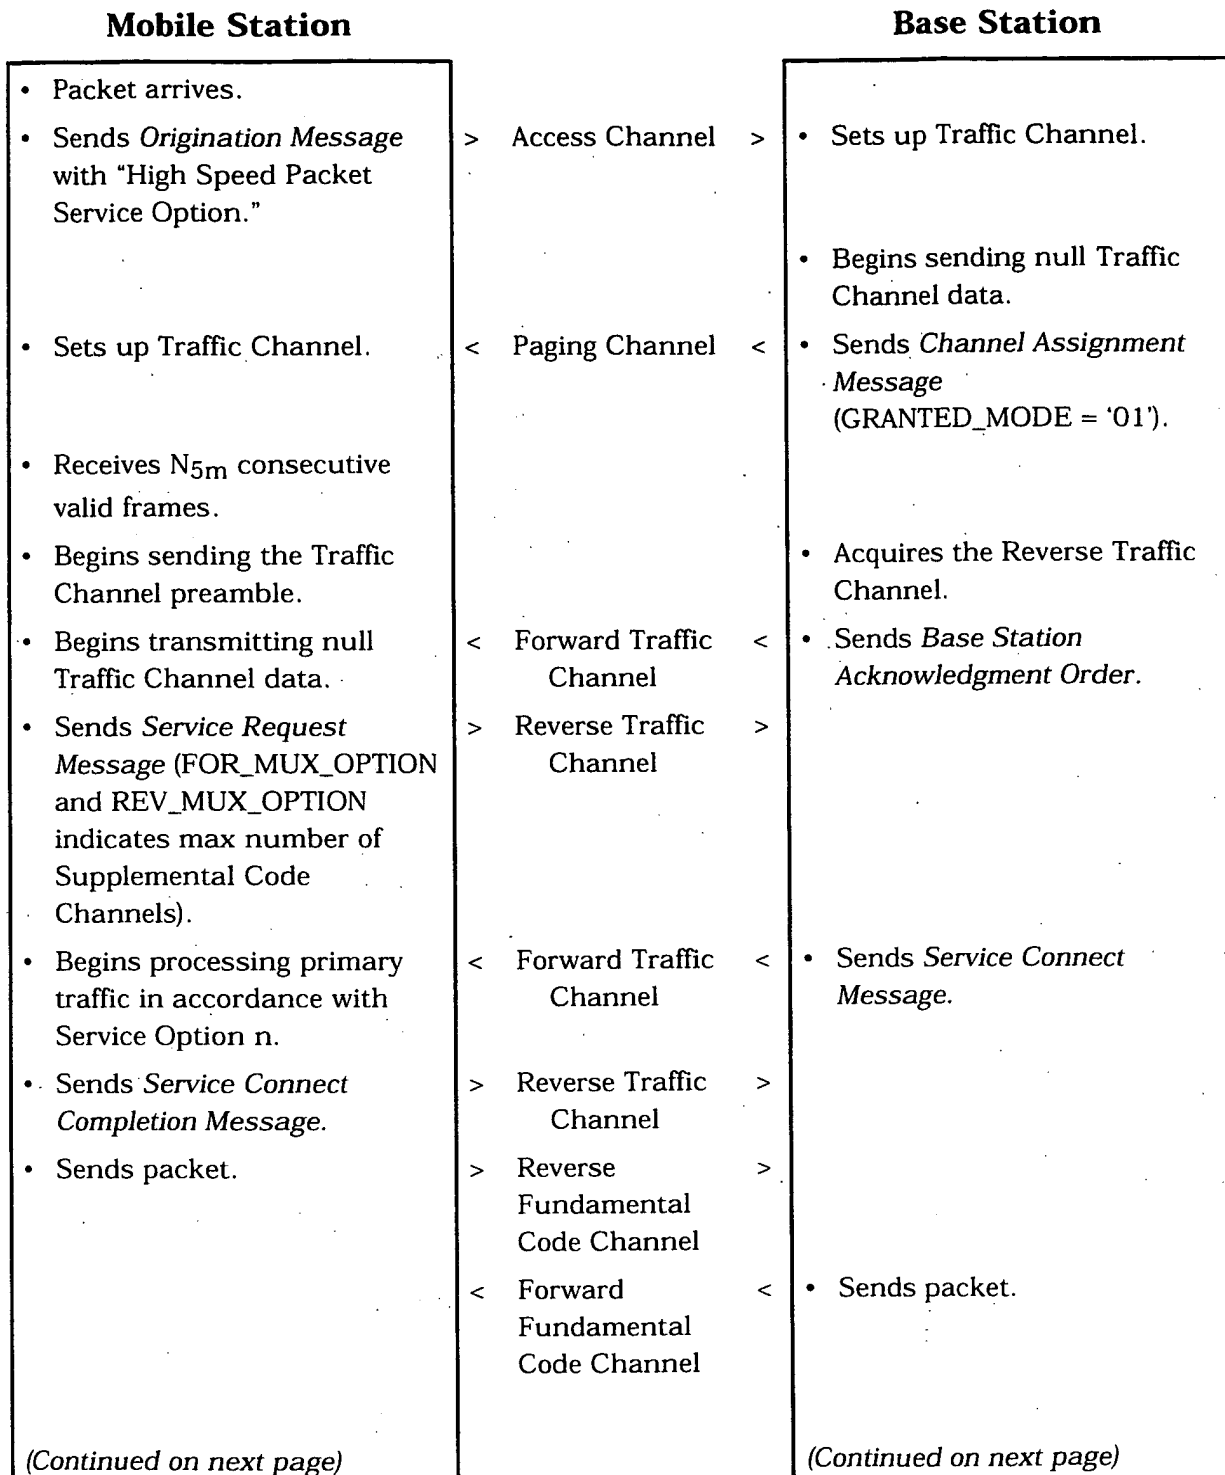 Mobile Station
Base Station
• Packet arrives.
• Sends Origination Message > Access Channel > • Sets up Traffic Channel.
with “High Speed Packet
Service Option.”
• Begins sending null Traffic
Channel data.
• Sets up Traffic Channel. < Paging Channel < • Sends Channel Assignment
Message
(GRANTED_MODE = ‘01’).
• Receives N5m consecutive
valid frames.
• Begins sending the Traffic • Acquires the Reverse Traffic
Channel preamble. Channel.
• Begins transmitting null < Forward Traffic < • Sends Base Station
Traffic Channel data. Channel Acknowledgment Order.
• Sends Service Request > Reverse Traffic >
Message (FOR_MUX_OPTION Channel
and REV_MUX_OPTION
indicates max number of
Supplemental Code
Channels).
• Begins processing primary < Forward Traffic < • Sends Service Connect
traffic in accordance with Channel Message.
Service Option n.
• Sends Service Connect > Reverse Traffic >
Completion Message. Channel
• Sends packet. > Reverse >
Fundamental
Code Channel
< Forward < • Sends packet.
Fundamental
Code Channel
(Continued on next page) (Continued on next page)